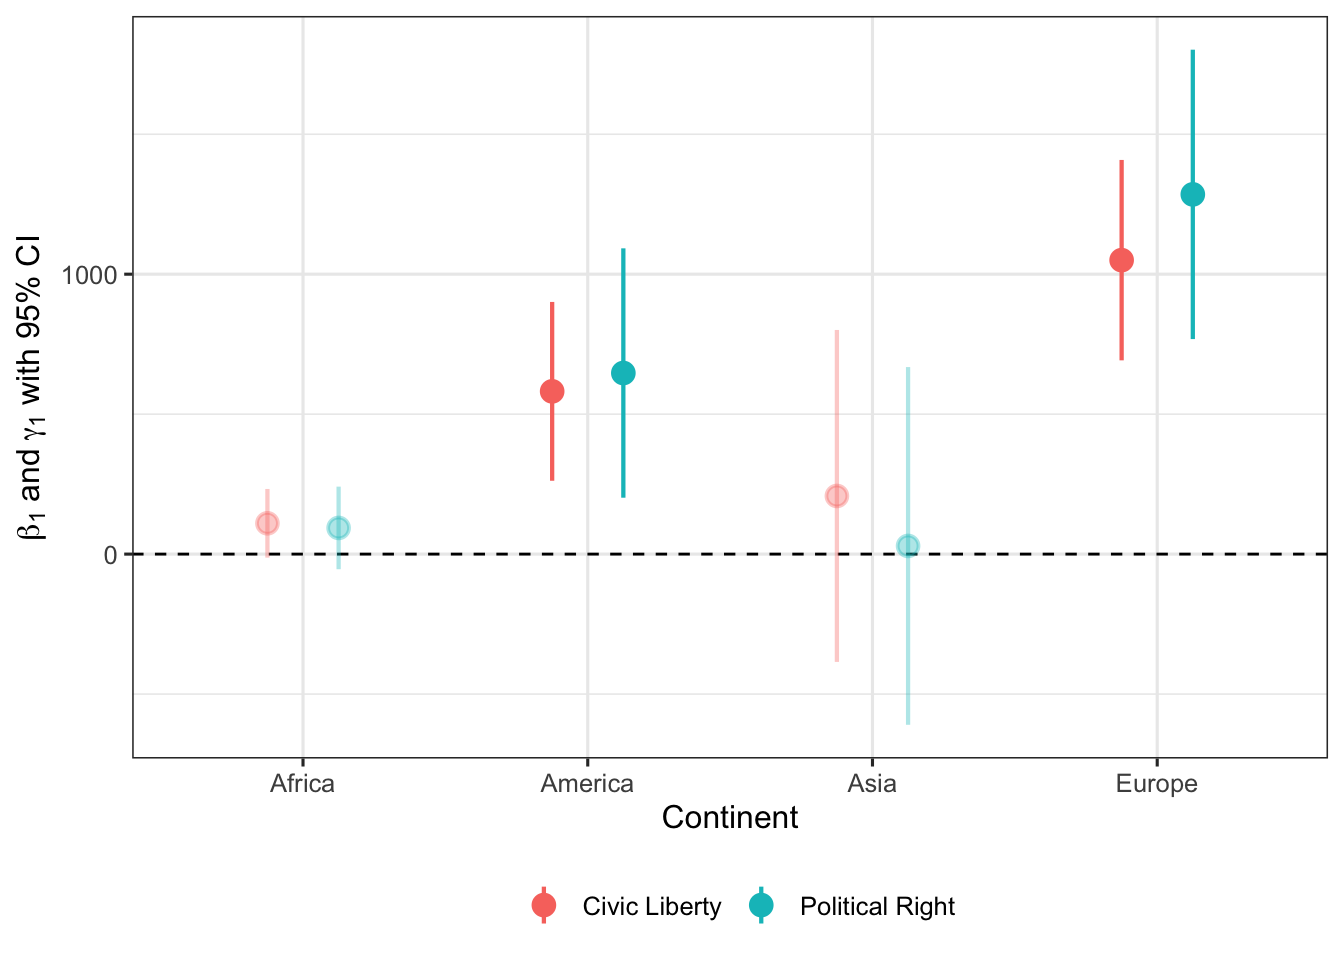 β₁ and γ₁ with 95% CI
1000
0
Africa America Asia Europe
Continent
Civic Liberty Political Right